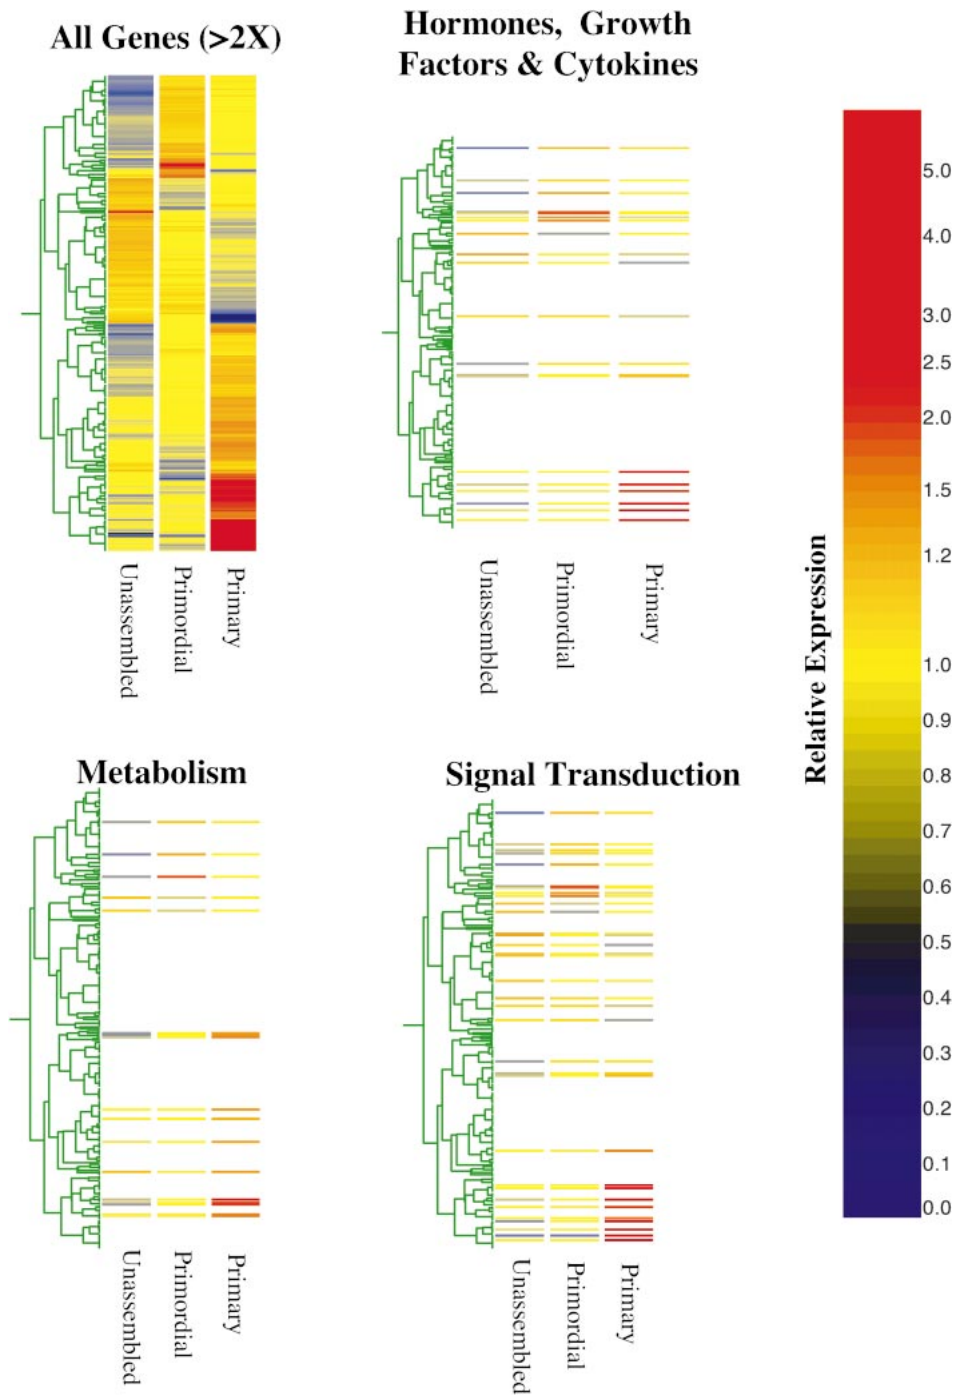 All Genes (>2X)
Unassembled
Primordial
Primary
Hormones, Growth
Factors & Cytokines
Unassembled
Primordial
Primary
Metabolism
Unassembled
Primordial
Primary
Signal Transduction
Unassembled
Primordial
Primary
Relative Expression
5.0
4.0
3.0
2.5
2.0
1.5
1.2
1.0
0.9
0.8
0.7
0.6
0.5
0.4
0.3
0.2
0.1
0.0